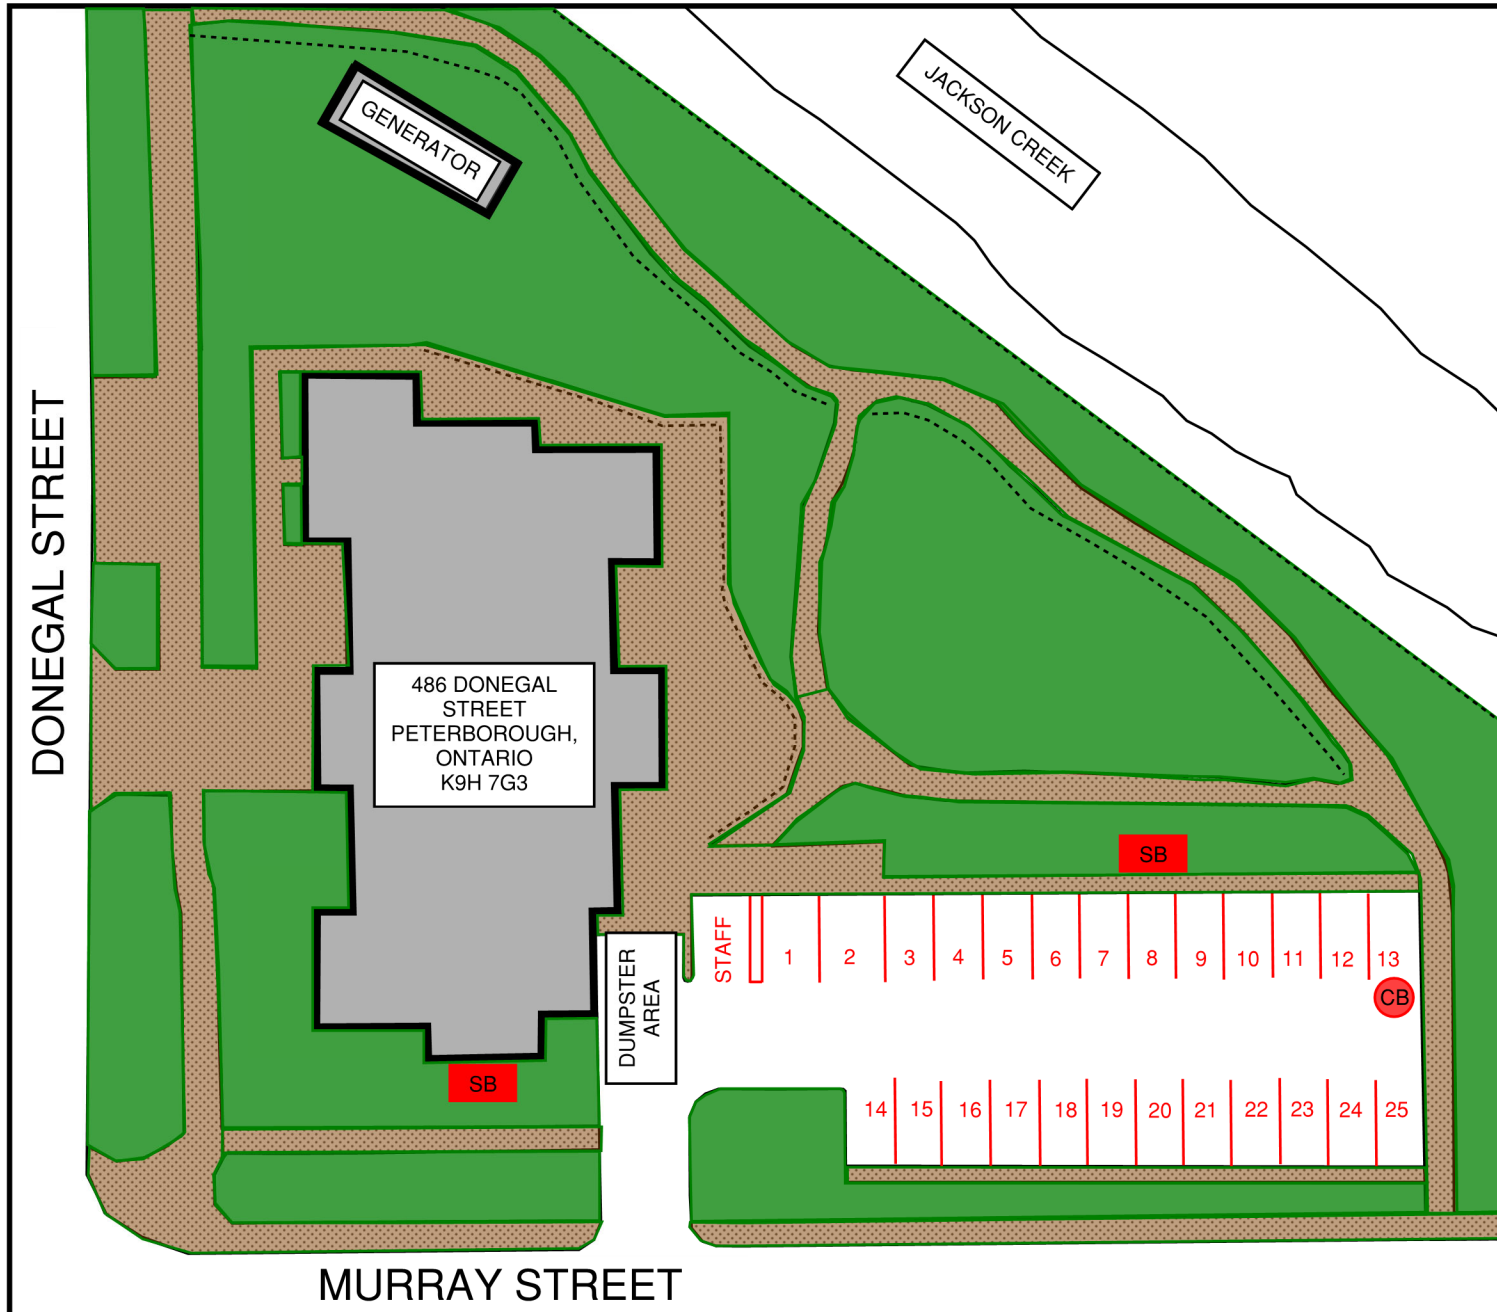 JACKSON CREEK
GENERATOR
DONEGAL STREET
486 DONEGAL
STREET
PETERBOROUGH,
ONTARIO
K9H 7G3
SB
STAFF
1
2
3
4
5
6
7
8
9
10
11
12
13
CB
DUMPSTER
AREA
SB
14
15
16
17
18
19
20
21
22
23
24
25
MURRAY STREET